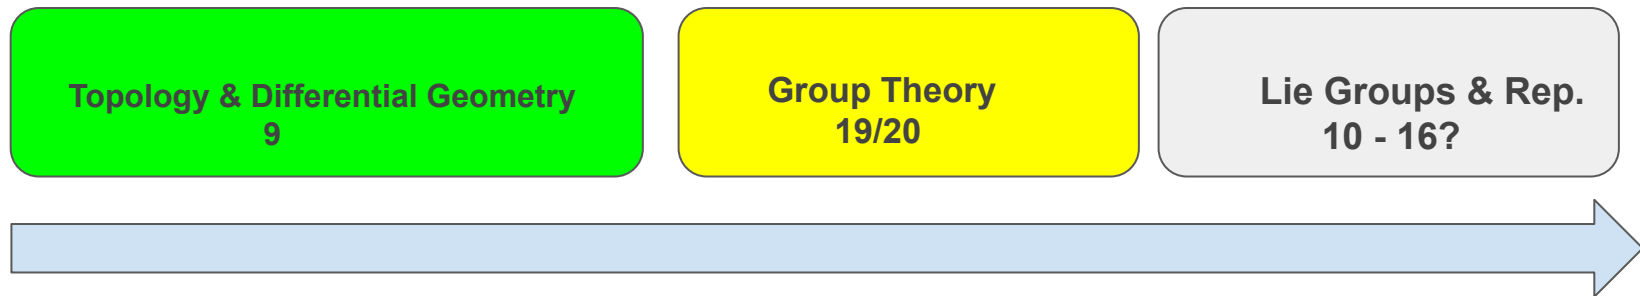 Topology & Differential Geometry
9
Group Theory
19/20
Lie Groups & Rep.
10 - 16?